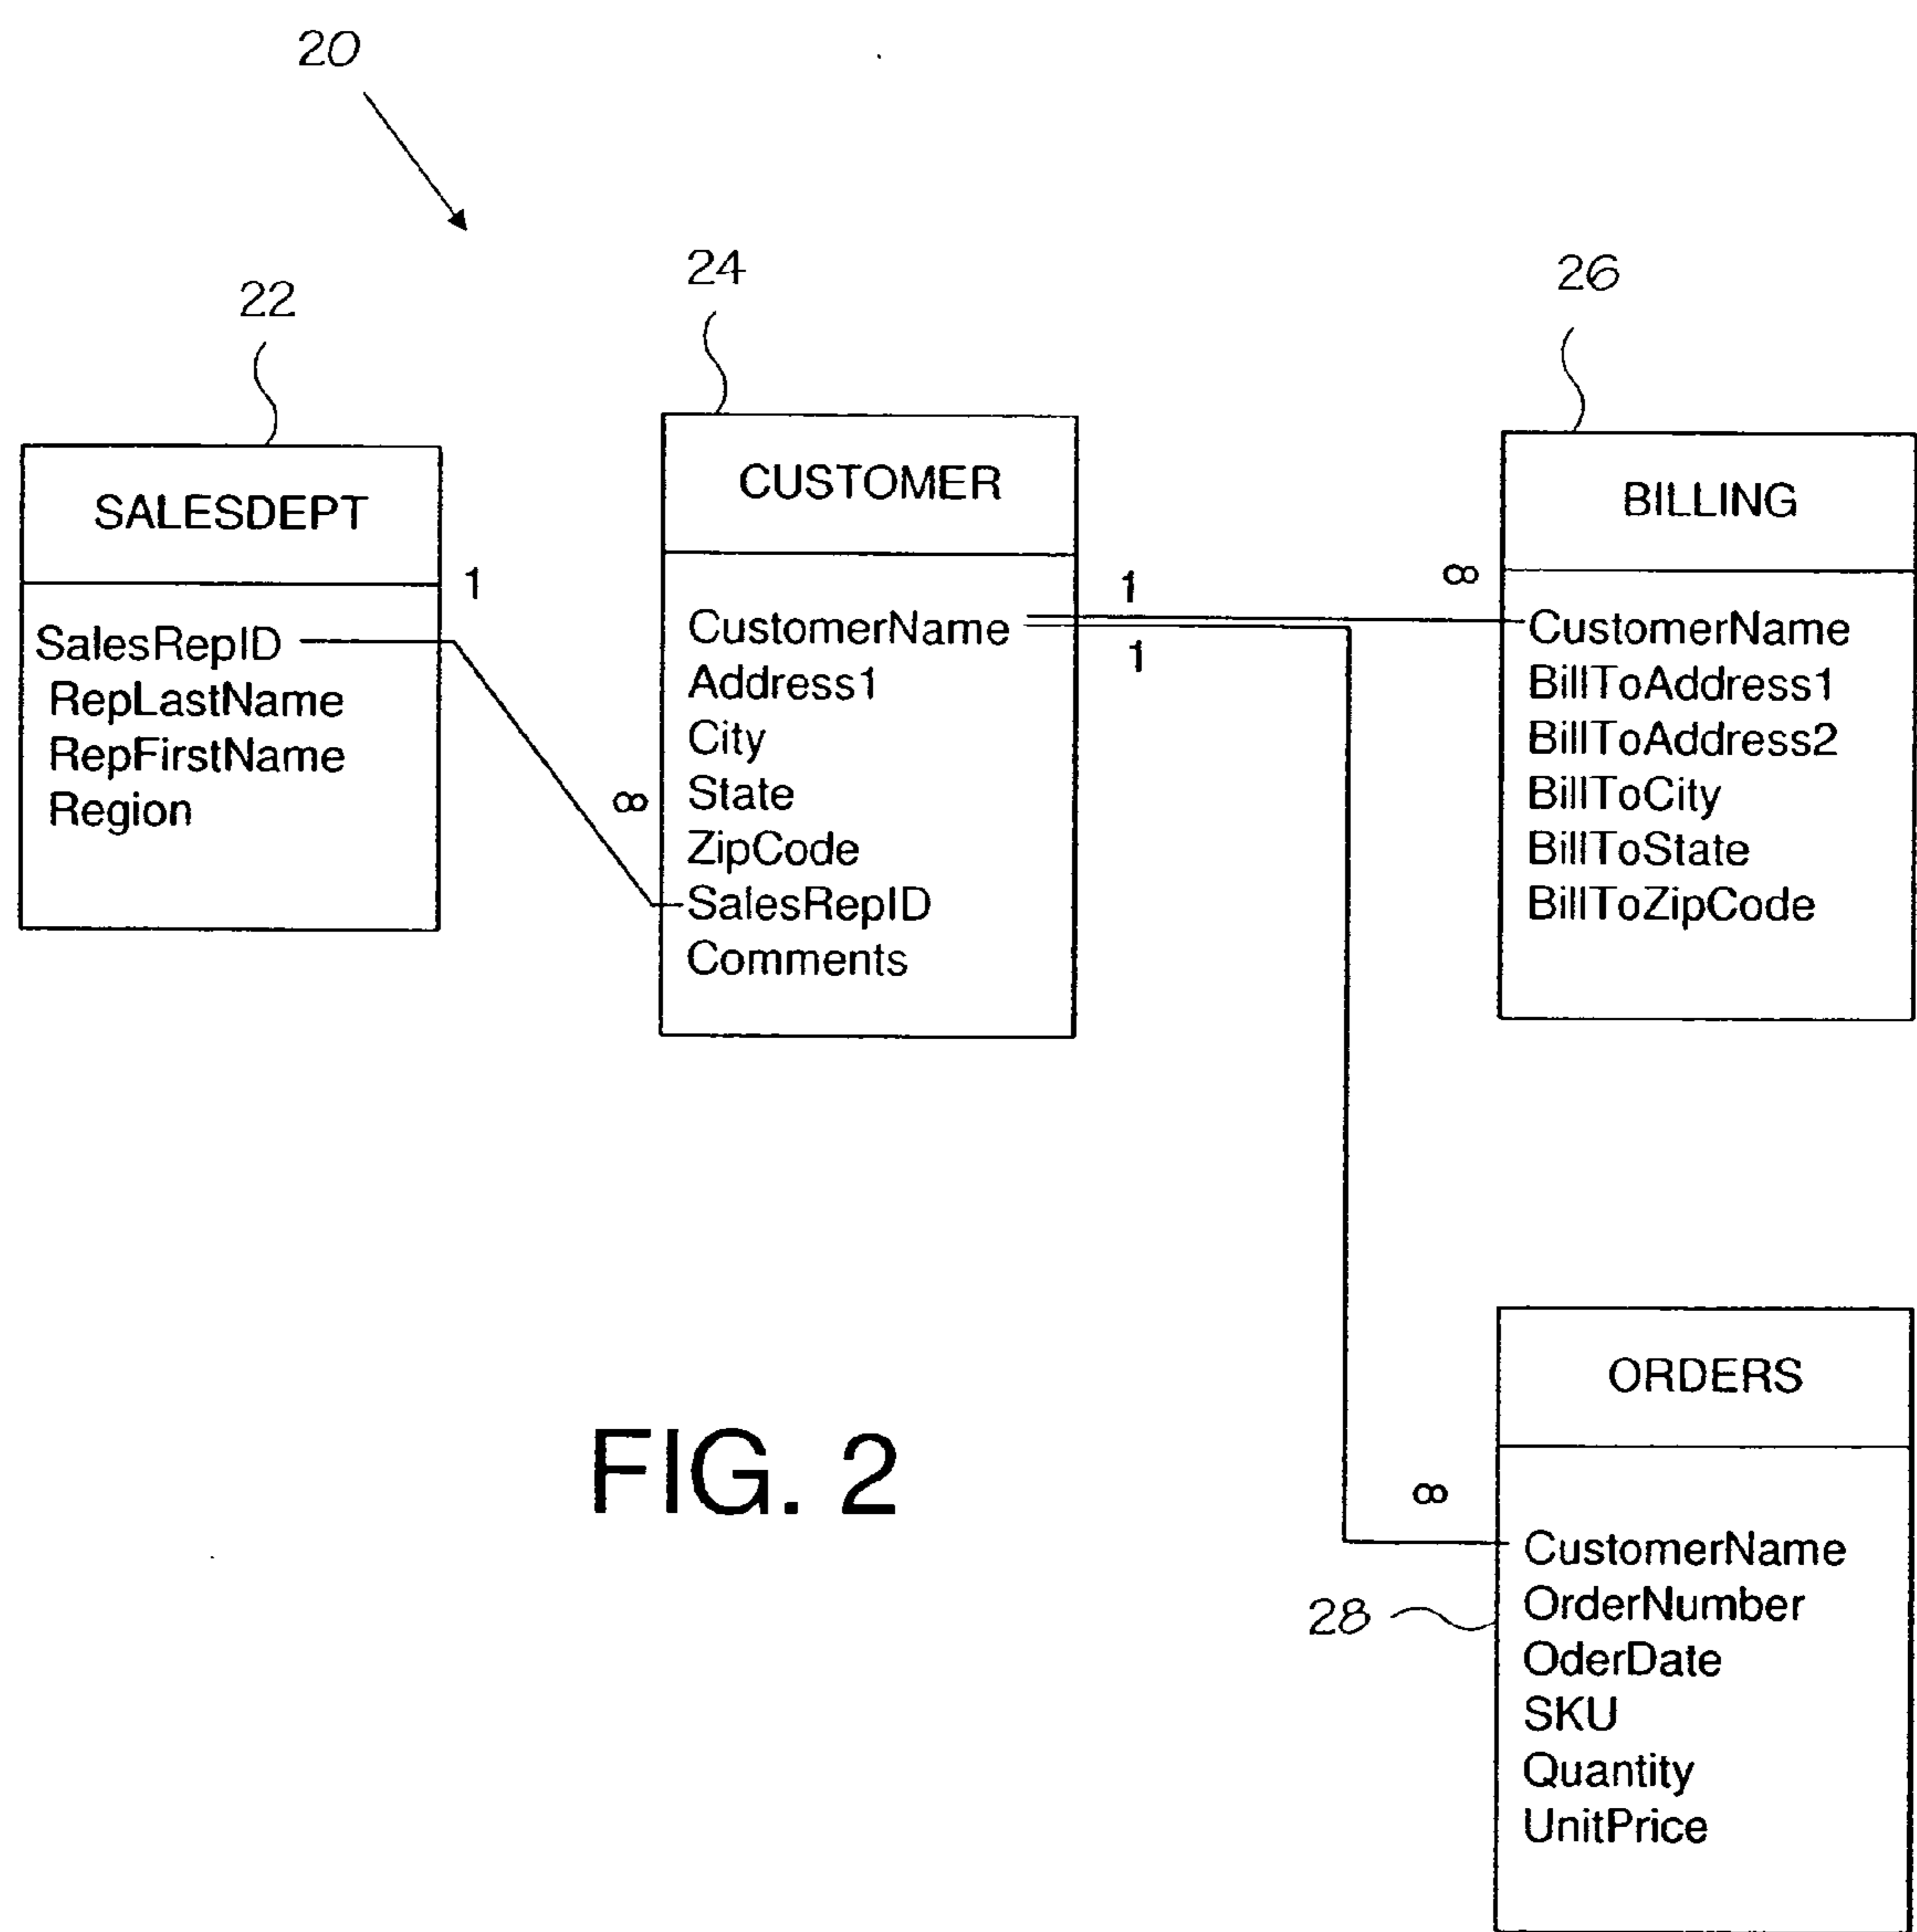 20
22
SALESDEPT
1
SalesRepID
RepLastName
RepFirstName
Region
24
CUSTOMER
CustomerName
Address1
City
State
ZipCode
SalesRepID
Comments
∞
1
1
26
BILLING
∞
CustomerName
BillToAddress1
BillToAddress2
BillToCity
BillToState
BillToZipCode
ORDERS
∞
28
CustomerName
OrderNumber
OderDate
SKU
Quantity
UnitPrice
FIG. 2